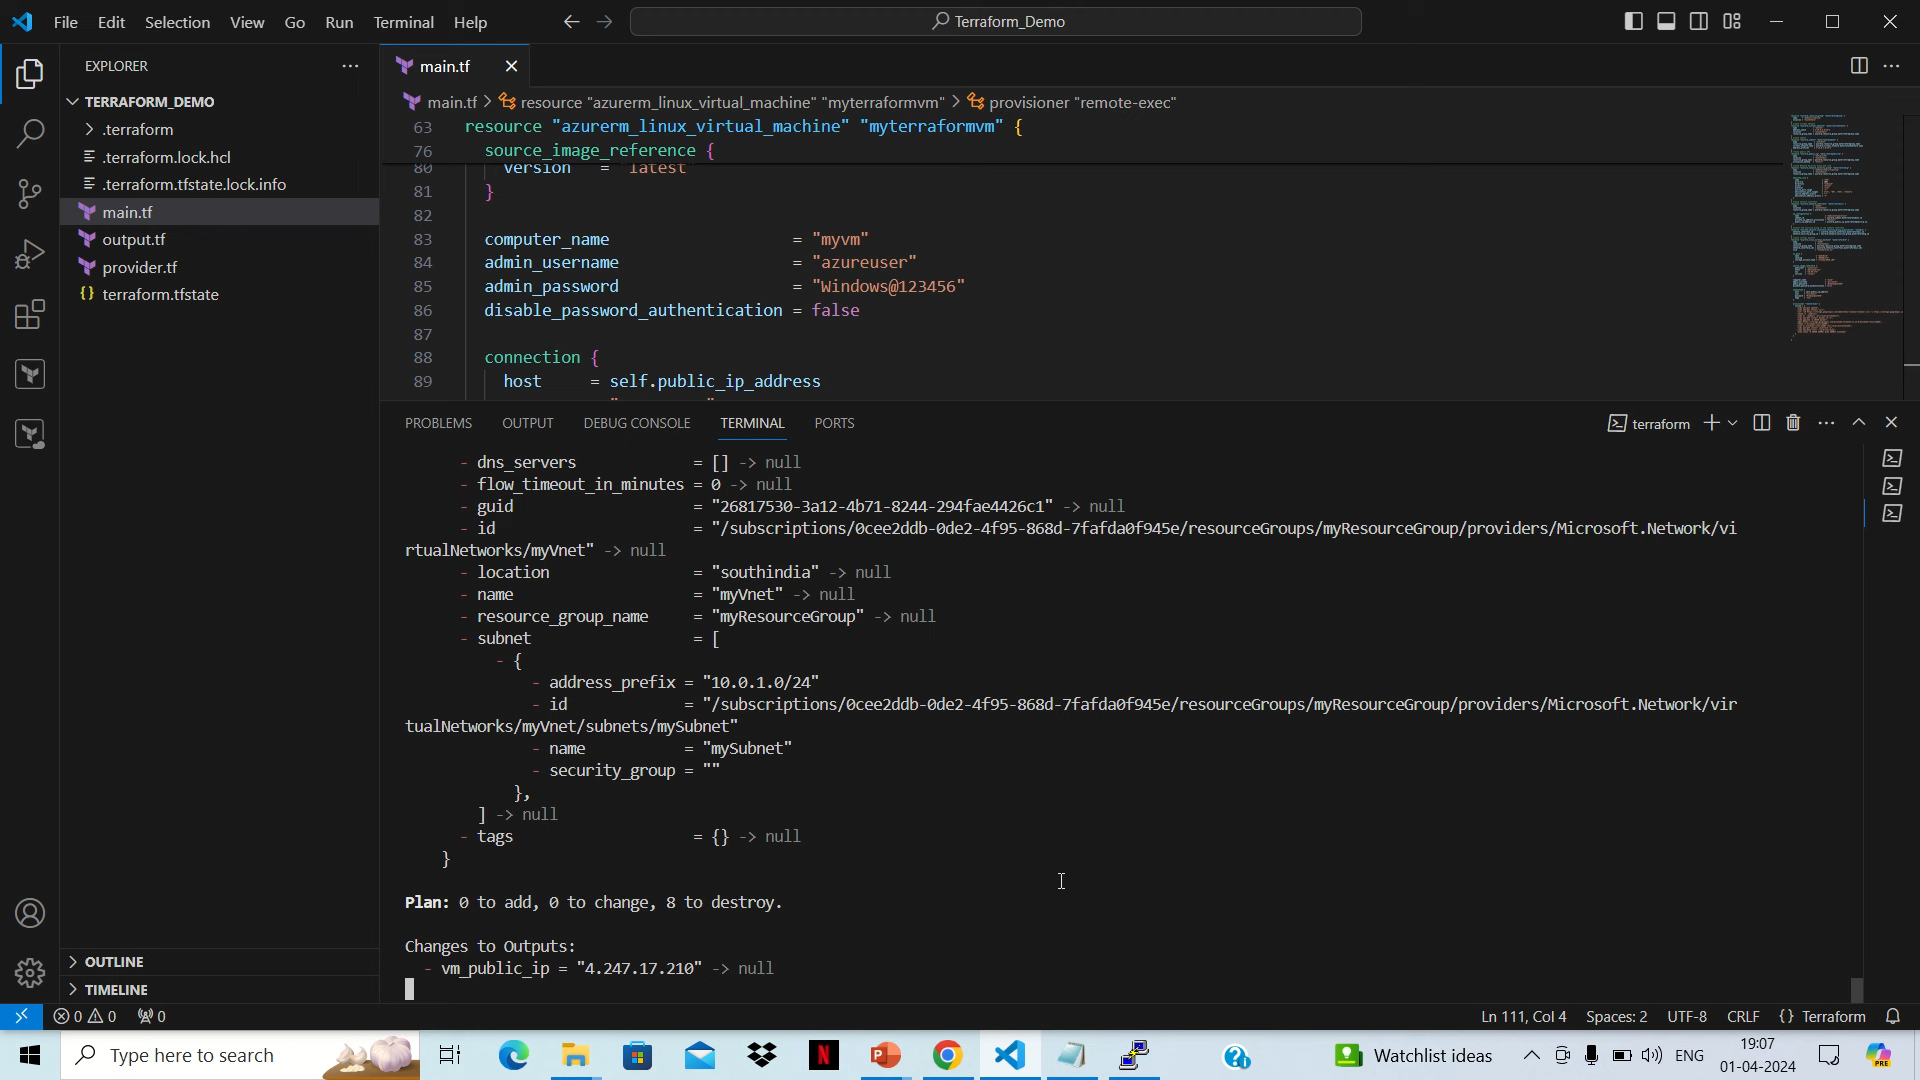 File Edit Selection View Go Run Terminal Help
Terraform_Demo
EXPLORER
TERRAFORM_DEMO
.terraform
.terraform.lock.hcl
.terraform.tfstate.lock.info
main.tf
output.tf
provider.tf
terraform.tfstate
OUTLINE
TIMELINE
main.tf
main.tf > resource "azurerm_linux_virtual_machine" "myterraformvm" > provisioner "remote-exec"
63 resource "azurerm_linux_virtual_machine" "myterraformvm" {
76 source_image_reference {
80 version = "latest"
81 }
82
83 computer_name = "myvm"
84 admin_username = "azureuser"
85 admin_password = "Windows@123456"
86 disable_password_authentication = false
87
88 connection {
89 host = self.public_ip_address
PROBLEMS OUTPUT DEBUG CONSOLE TERMINAL PORTS
terraform
- dns_servers = [] -> null
- flow_timeout_in_minutes = 0 -> null
- guid = "26817530-3a12-4b71-8244-294fae4426c1" -> null
- id = "/subscriptions/0cee2ddb-0de2-4f95-868d-7fafda0f945e/resourceGroups/myResourceGroup/providers/Microsoft.Network/vi
rtualNetworks/myVnet" -> null
- location = "southindia" -> null
- name = "myVnet" -> null
- resource_group_name = "myResourceGroup" -> null
- subnet = [
- {
- address_prefix = "10.0.1.0/24"
- id = "/subscriptions/0cee2ddb-0de2-4f95-868d-7fafda0f945e/resourceGroups/myResourceGroup/providers/Microsoft.Network/vir
tualNetworks/myVnet/subnets/mySubnet"
- name = "mySubnet"
- security_group = ""
},
] -> null
- tags = {} -> null
}
Plan: 0 to add, 0 to change, 8 to destroy.
Changes to Outputs:
- vm_public_ip = "4.247.17.210" -> null
0 0 0
Ln 111, Col 4 Spaces: 2 UTF-8 CRLF {} Terraform
Type here to search
Watchlist ideas
ENG
19:07
01-04-2024